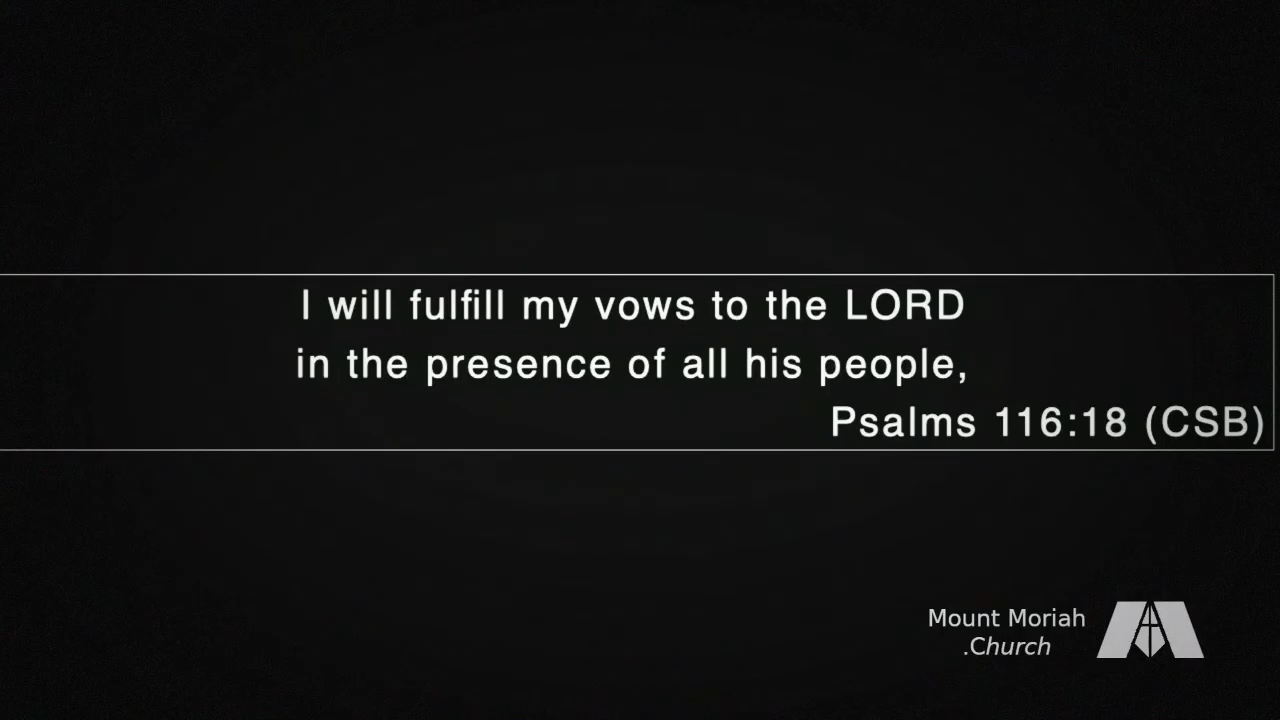 I will fulfill my vows to the LORD
in the presence of all his people,
Psalms 116:18 (CSB)
Mount Moriah
.Church